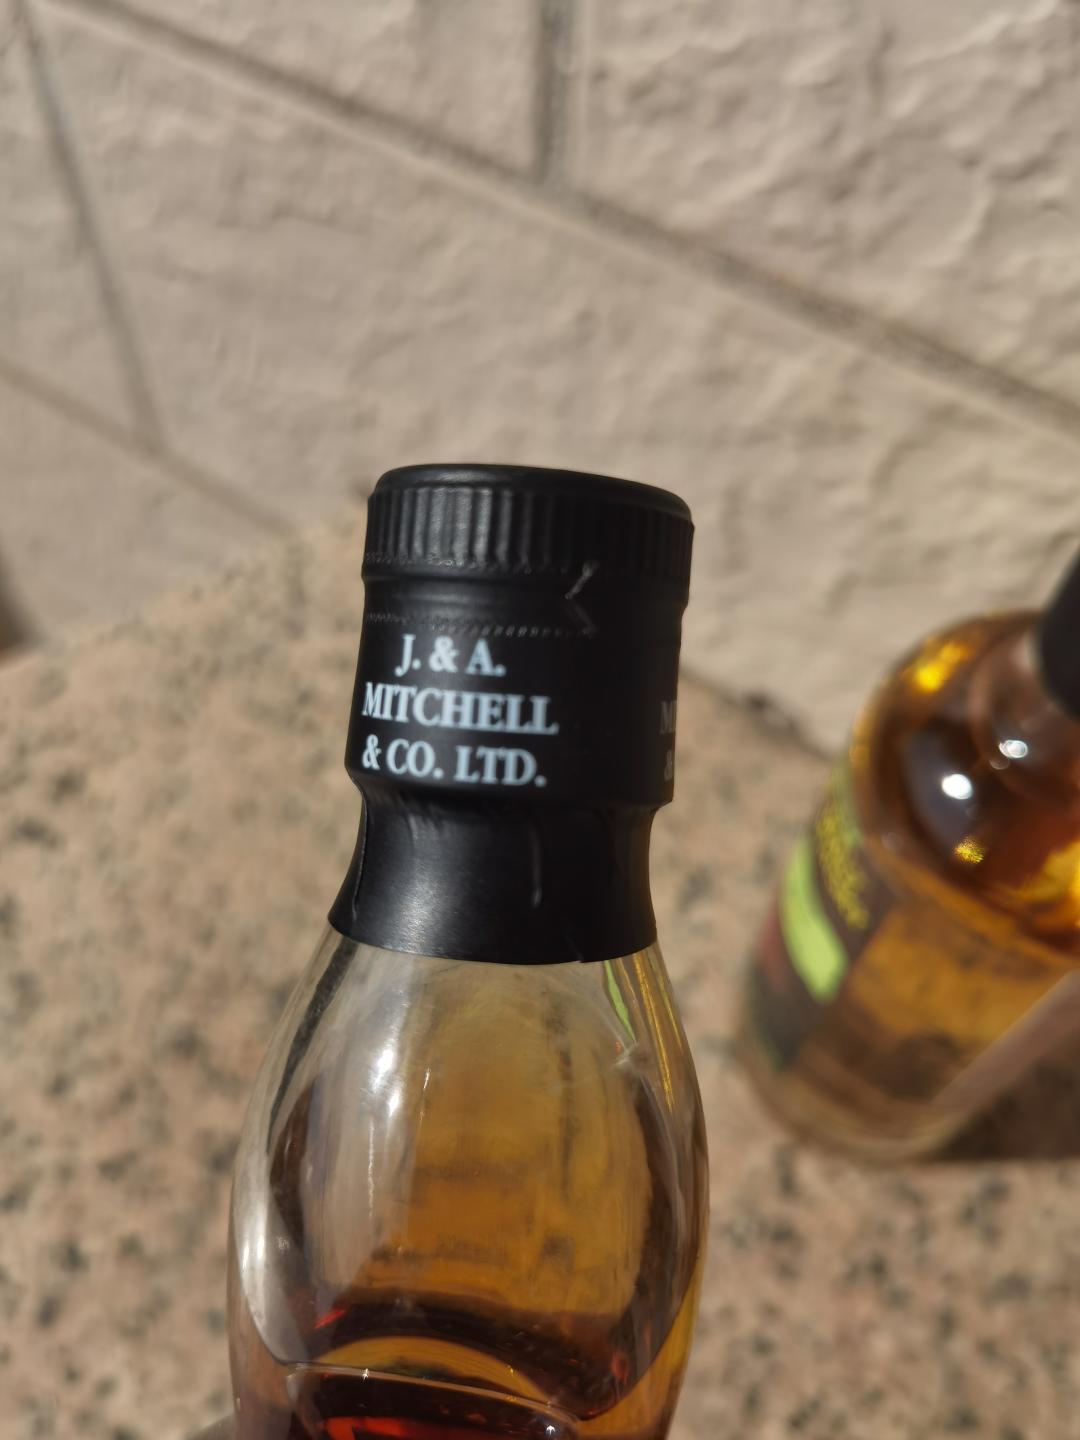 J. & A.
MITCHELL
& CO. LTD.